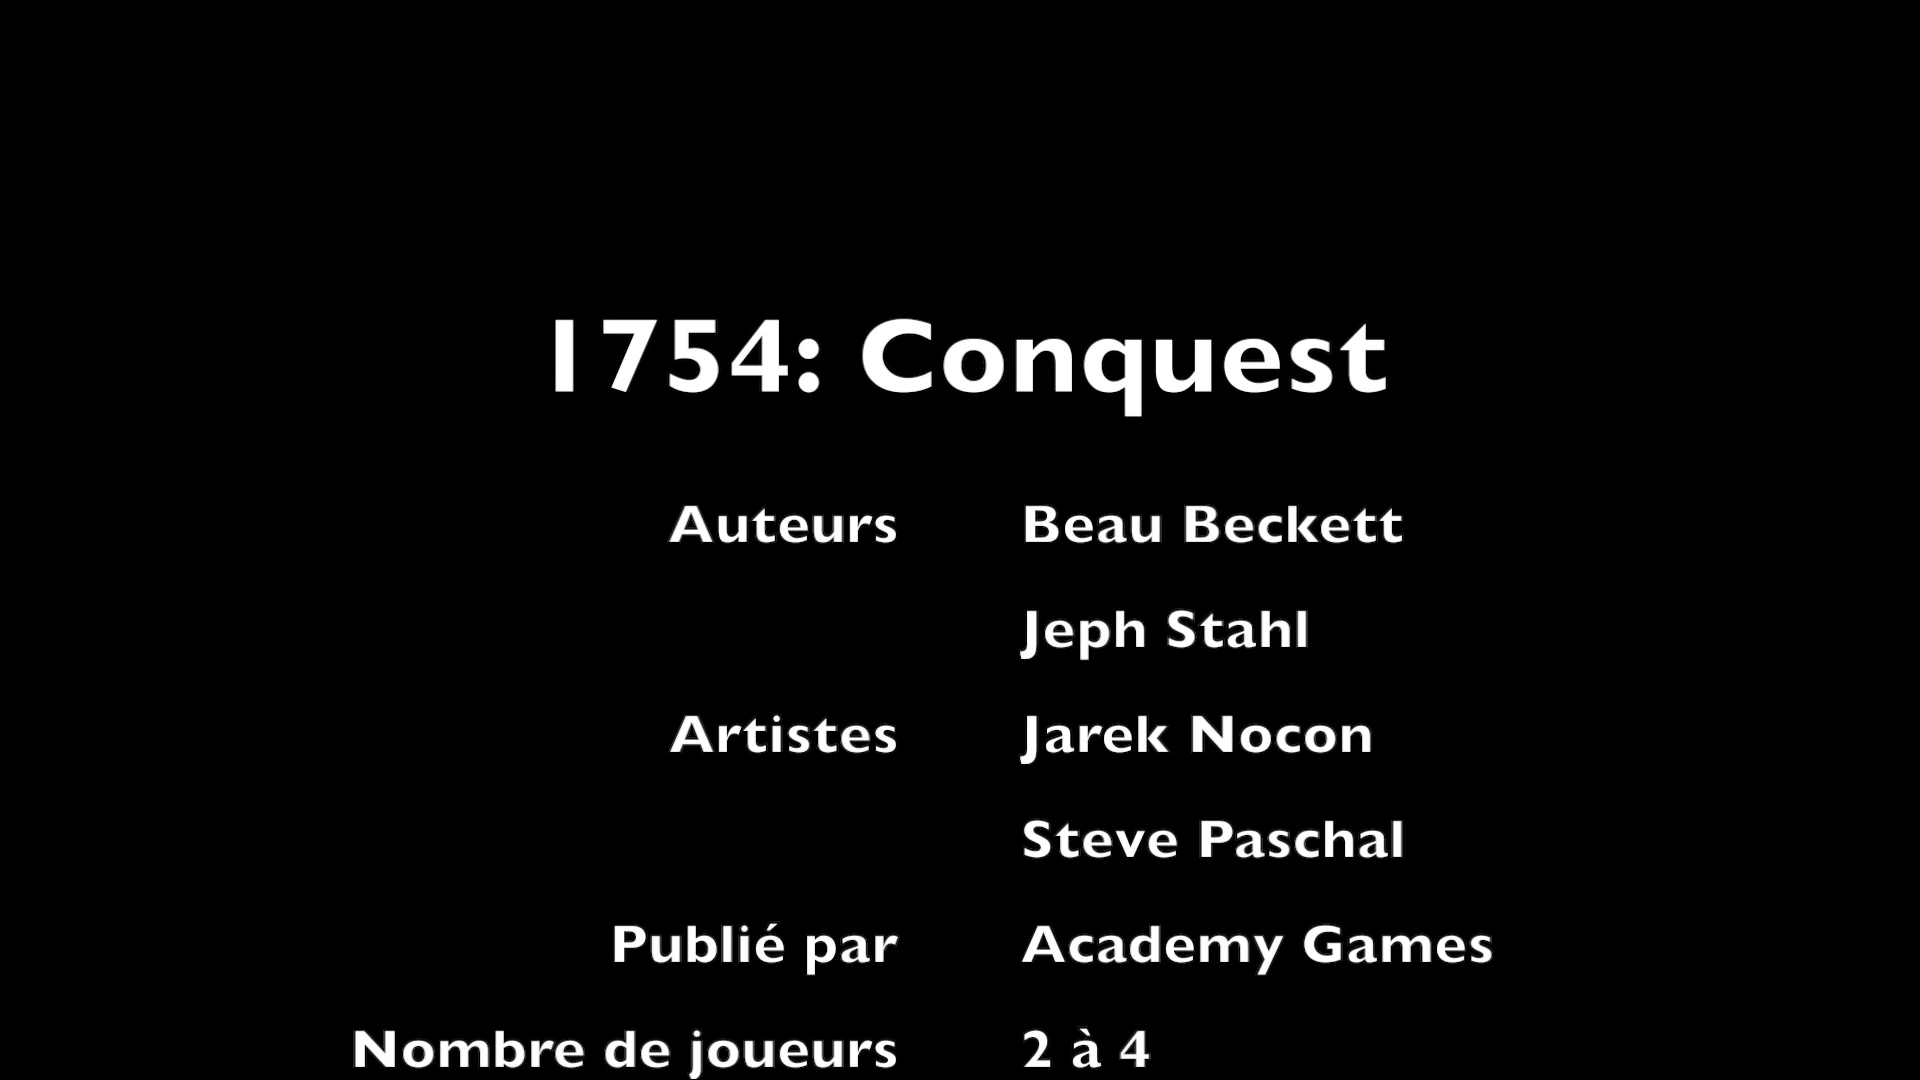 1754: Conquest
Auteurs Beau Beckett
Jeph Stahl
Artistes Jarek Nocon
Steve Paschal
Publié par Academy Games
Nombre de joueurs 2 à 4